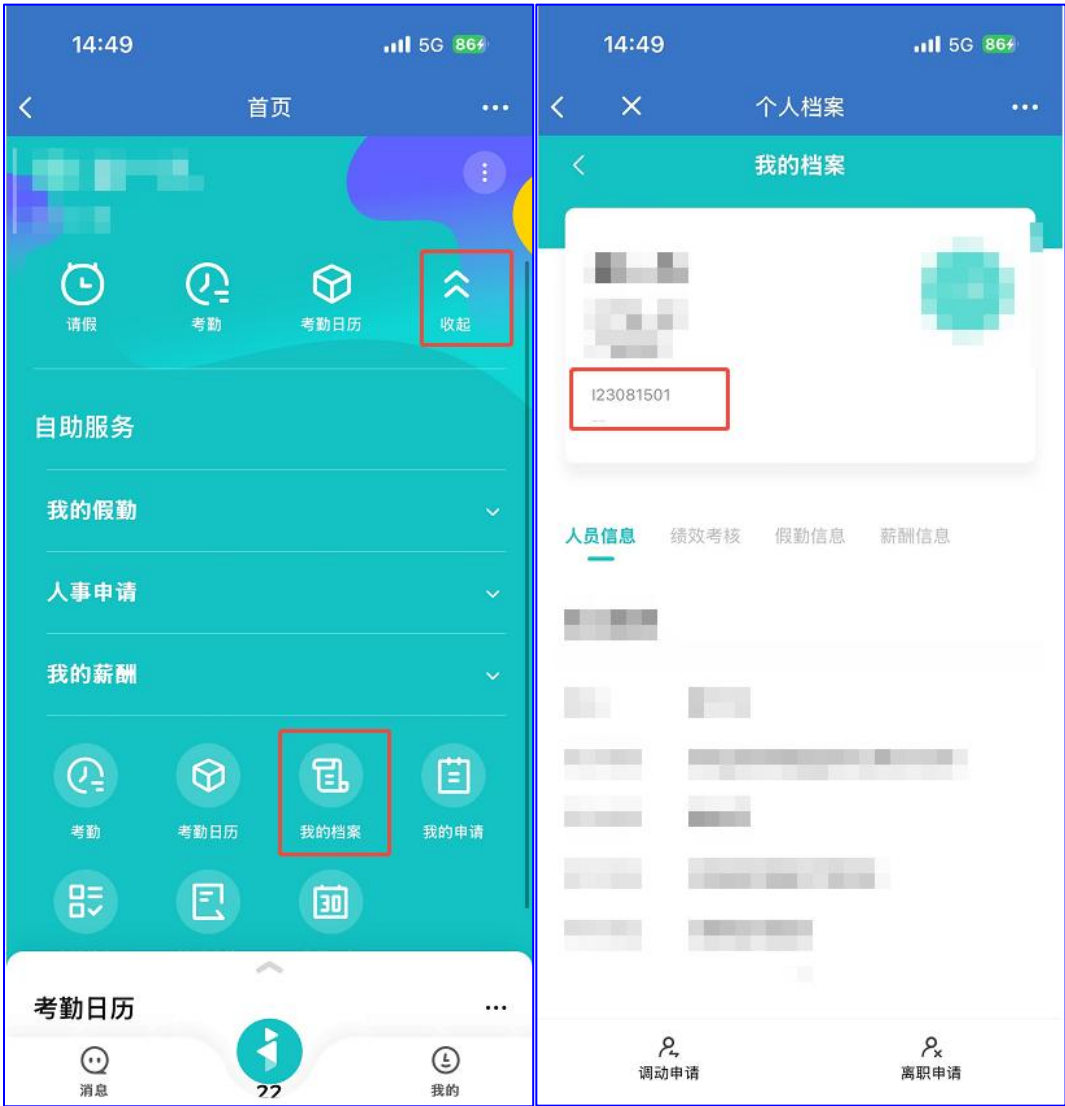 14:49
5G 86
首页
请假
考勤
考勤日历
收起
自助服务
我的假勤
人事申请
我的薪酬
考勤
考勤日历
我的档案
我的申请
30
考勤日历
消息
22
我的
14:49
5G 86
个人档案
我的档案
I23081501
人员信息
绩效考核
假勤信息
薪酬信息
调动申请
离职申请